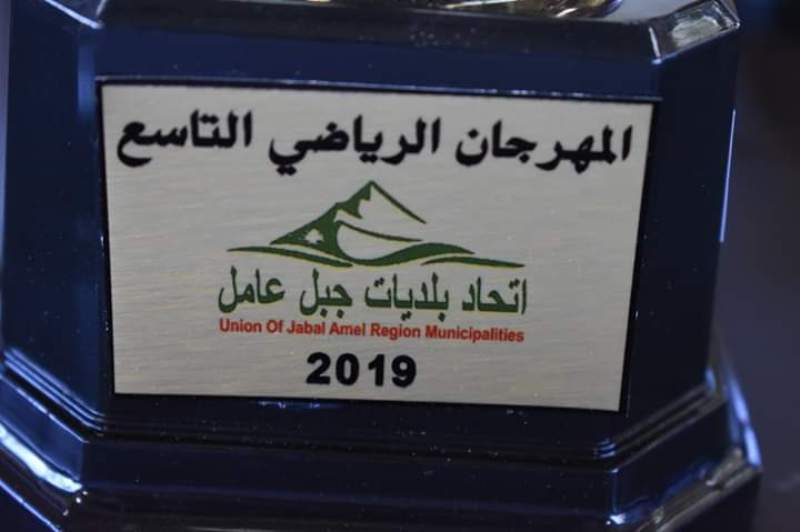 المهرجان الرياضي التاسع
اتحاد بلديات جبل عامل
Union Of Jabal Amel Region Municipalities
2019